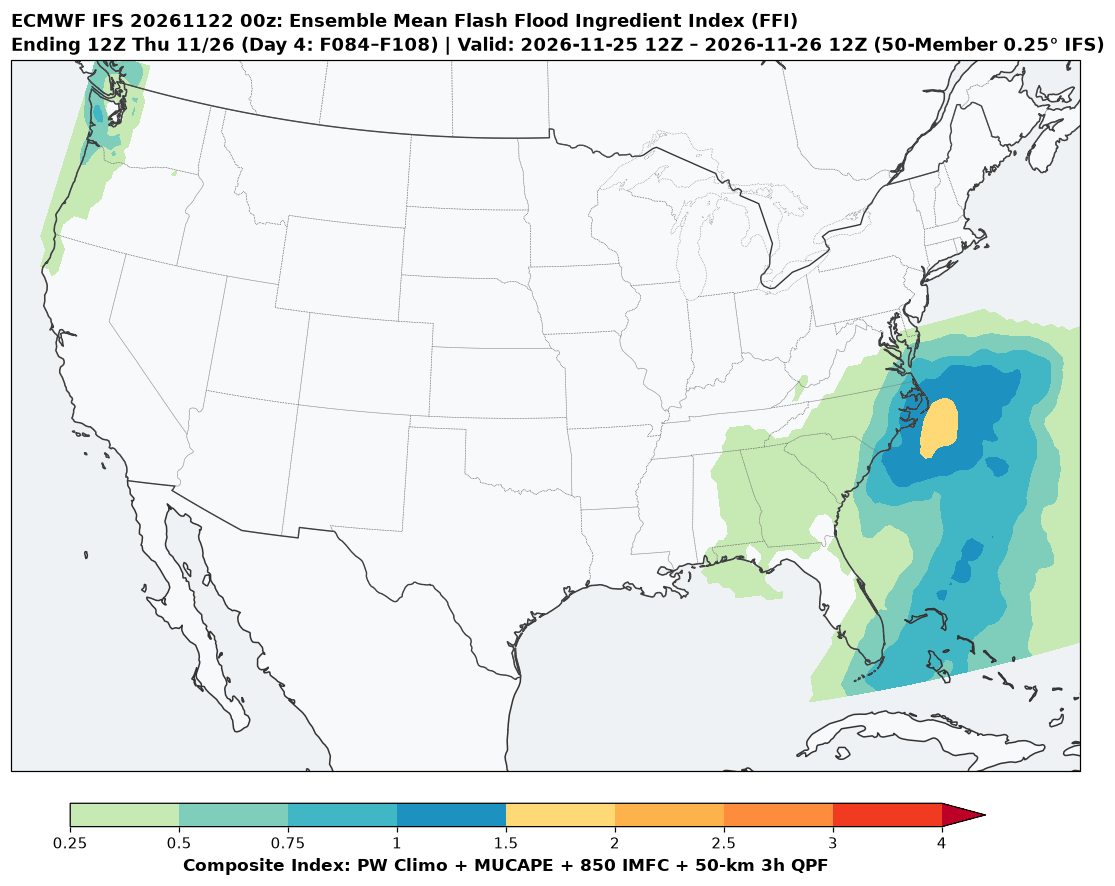 ECMWF IFS 20261122 00z: Ensemble Mean Flash Flood Ingredient Index (FFI)
Ending 12Z Thu 11/26 (Day 4: F084–F108) | Valid: 2026-11-25 12Z – 2026-11-26 12Z (50-Member 0.25° IFS)
0.25 0.5 0.75 1 1.5 2 2.5 3 4
Composite Index: PW Climo + MUCAPE + 850 IMFC + 50-km 3h QPF